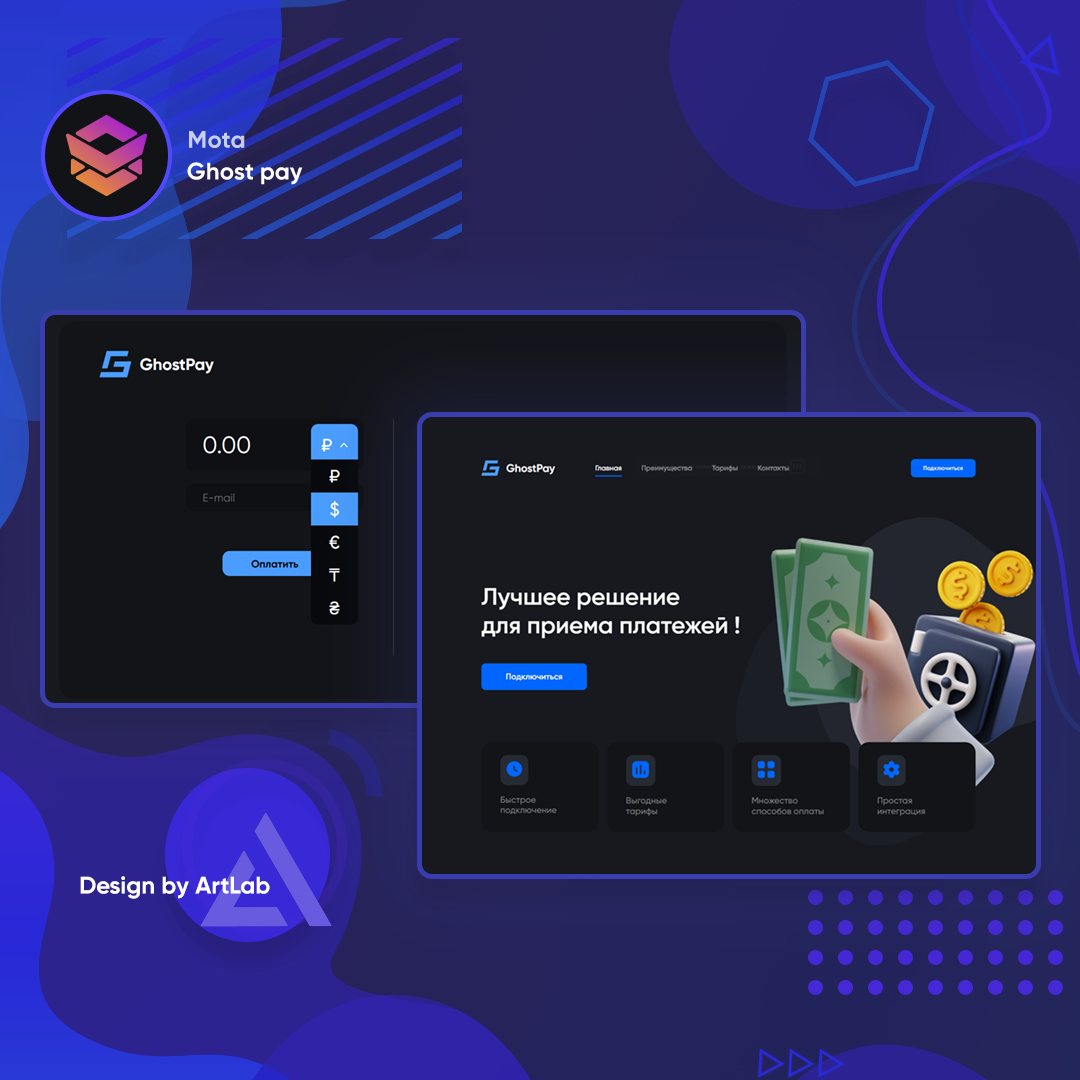 Mota
Ghost pay
GhostPay
0.00
₽
₽
E-mail
$
€
₸
₴
Оплатить
GhostPay
Главная Преимущества Тарифы Контакты
Подключиться
Лучшее решение
для приема платежей !
Подключиться
Быстрое
подключение
Выгодные
тарифы
Множество
способов оплаты
Простая
интеграция
Design by ArtLab